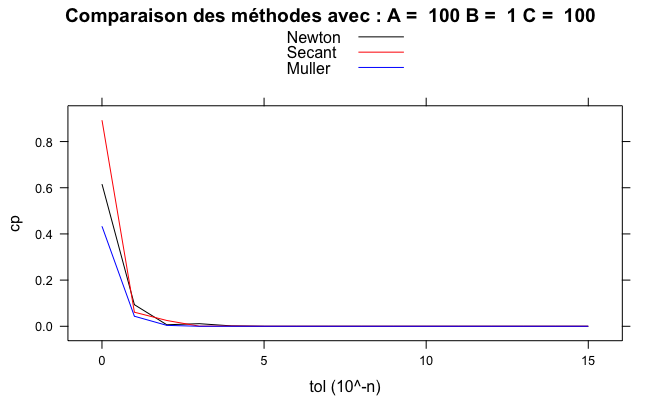 Comparaison des méthodes avec : A =  100 B =  1 C =  100
Newton
Secant
Muller
0.8
0.6
0.4
0.2
0.0
cp
0 5 10 15
tol (10^-n)